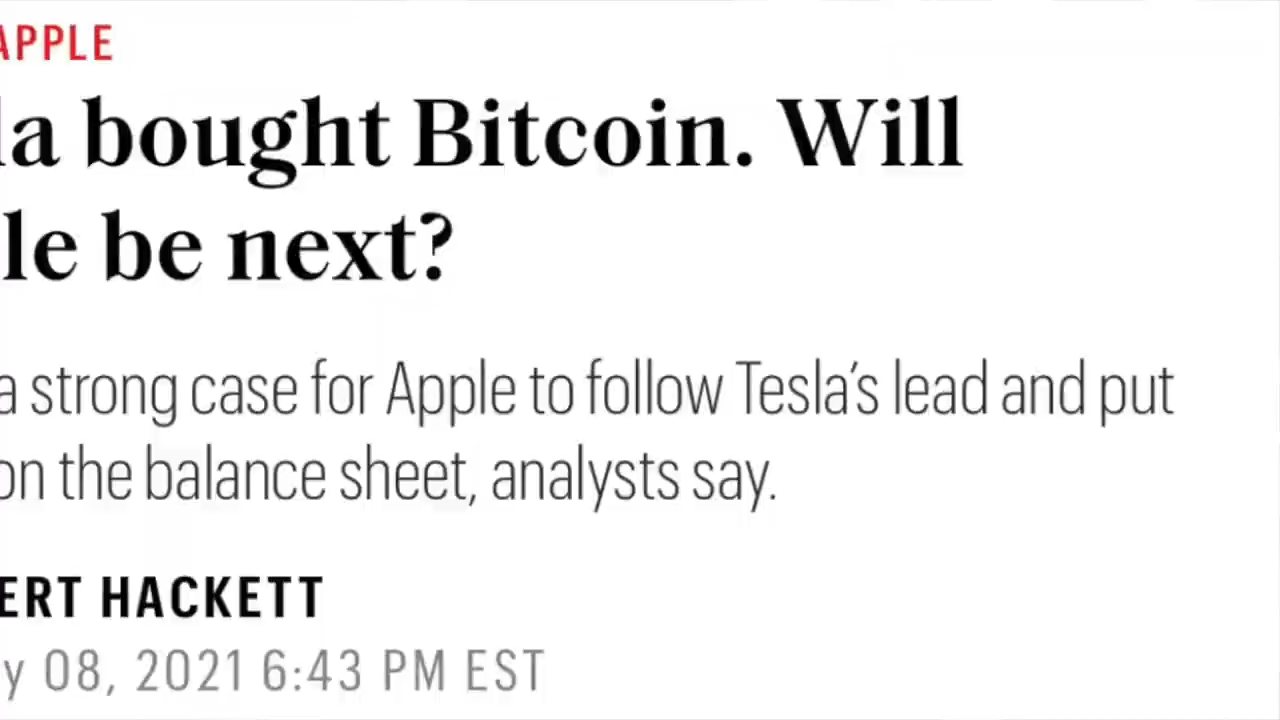 APPLE
la bought Bitcoin. Will
le be next?
a strong case for Apple to follow Tesla's lead and put
on the balance sheet, analysts say.
ERT HACKETT
y 08, 2021 6:43 PM EST